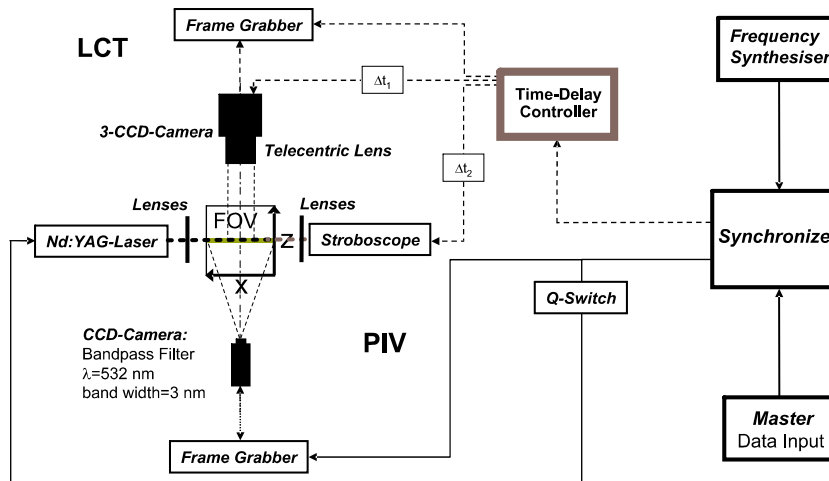 Frame Grabber
LCT
Frequency
Synthesiser
Δt1
Time-Delay
Controller
3-CCD-Camera
Telecentric Lens
Δt2
Lenses
Lenses
FOV
Nd:YAG-Laser
Z
Stroboscope
Synchronize
X
Q-Switch
CCD-Camera:
Bandpass Filter
λ=532 nm
band width=3 nm
PIV
Master
Data Input
Frame Grabber